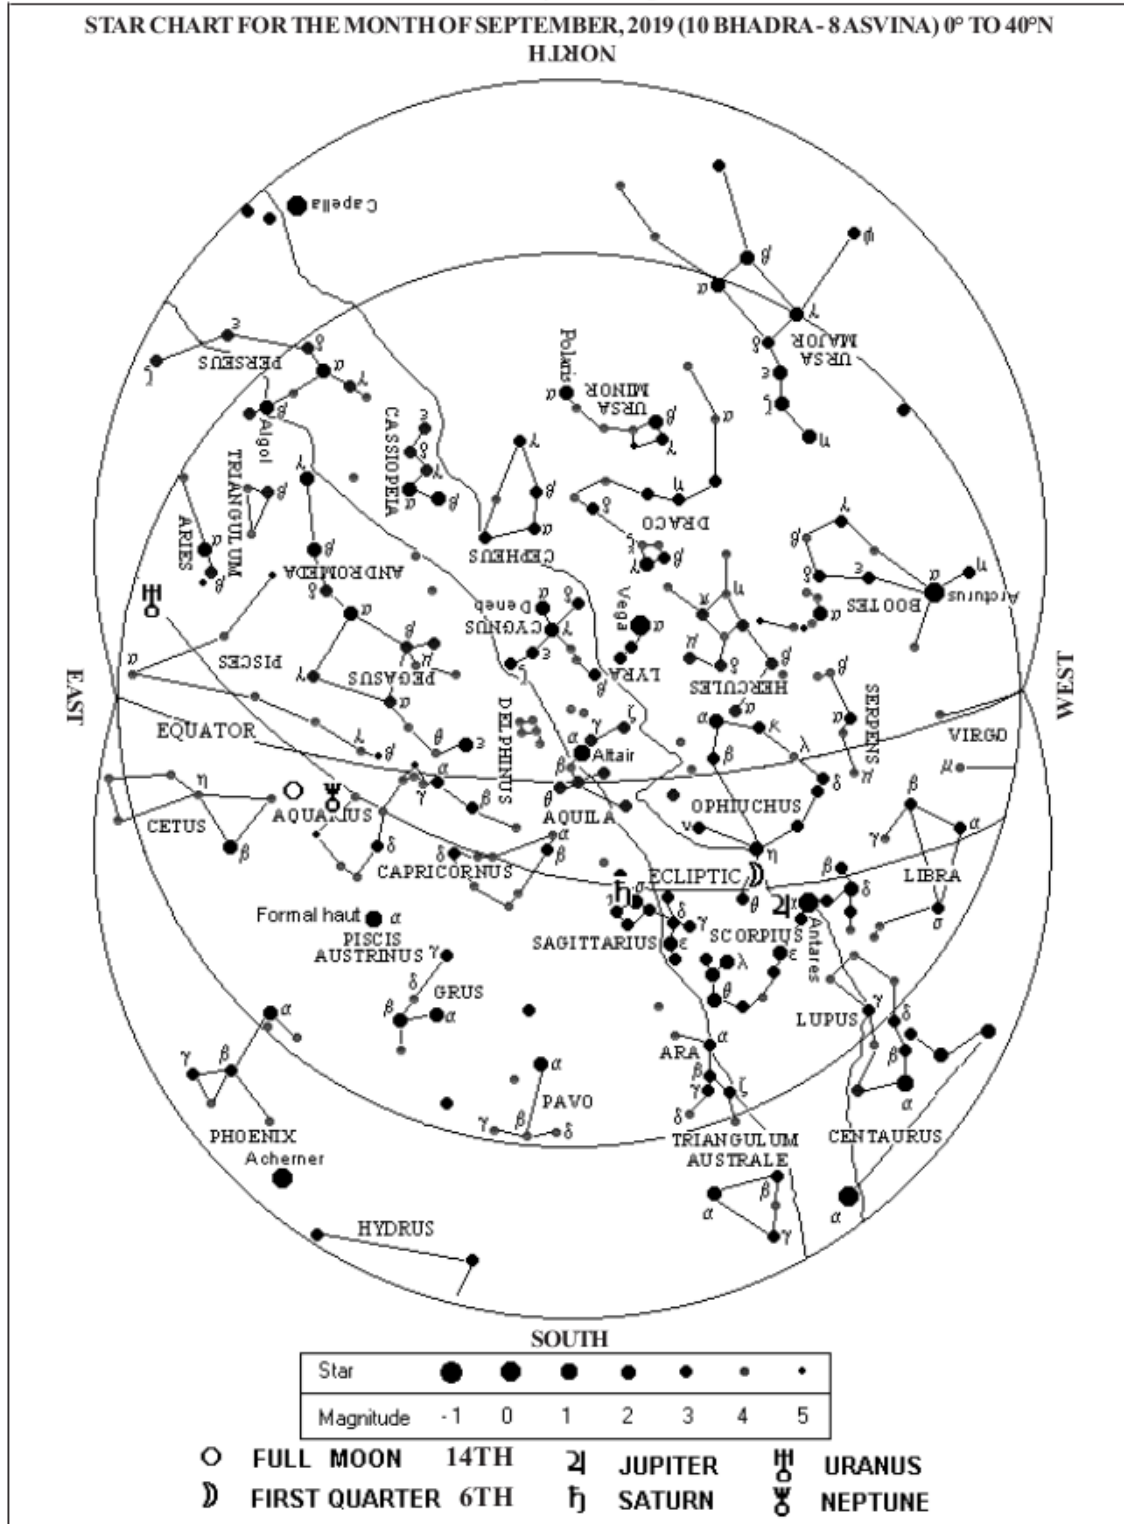 STAR CHART FOR THE MONTH OF SEPTEMBER, 2019 (10 BHADRA - 8 ASVINA) 0° TO 40°N
NORTH
Capella
ψ
β
α
γ
URSA
MAJOR
δ
ε
ζ
η
ε
δ
PERSEUS
ζ
α
γ
β
Algol
Polaris
α
URSA
MINOR
β
γ
α
CASSIOPEIA
ε
δ
γ
α
β
γ
β
α
CEPHEUS
η
DRACO
δ
ξ
β
γ
TRIANGULUM
β
γ
ARIES
α
β
ANDROMEDA
β
δ
α
γ
β
δ
ε
α
η
BOOTES
Arcturus
Deneb
CYGNUS
γ
δ
ε
ζ
β
Vega
α
LYRA
π
η
μ
δ
β
HERCULES
α
PISCES
α
PEGASUS
β
μ
γ
α
θ
ε
EAST
WEST
EQUATOR
γ
β
DELPHINUS
ζ
γ
α
Altair
β
θ
AQUILA
α
κ
β
λ
δ
OPHIUCHUS
ν
η
θ
SERPENS
β
α
μ
VIRGO
μ
CETUS
η
β
AQUARIUS
α
γ
β
δ
CAPRICORNUS
α
β
δ
ECLIPTIC
LIBRA
β
α
γ
σ
Formal haut
α
PISCIS
AUSTRINUS
SAGITTARIUS
σ
δ
γ
ε
SCORPIUS
Antares
β
δ
ε
λ
θ
GRUS
γ
δ
β
α
LUPUS
γ
δ
β
α
PHOENIX
α
β
γ
Acherner
PAVO
α
β
γ
δ
ARA
α
β
γ
δ
ζ
TRIANGULUM
AUSTRALE
α
β
γ
CENTAURUS
α
HYDRUS
SOUTH
Star
Magnitude -1 0 1 2 3 4 5
FULL MOON 14TH JUPITER URANUS
FIRST QUARTER 6TH SATURN NEPTUNE